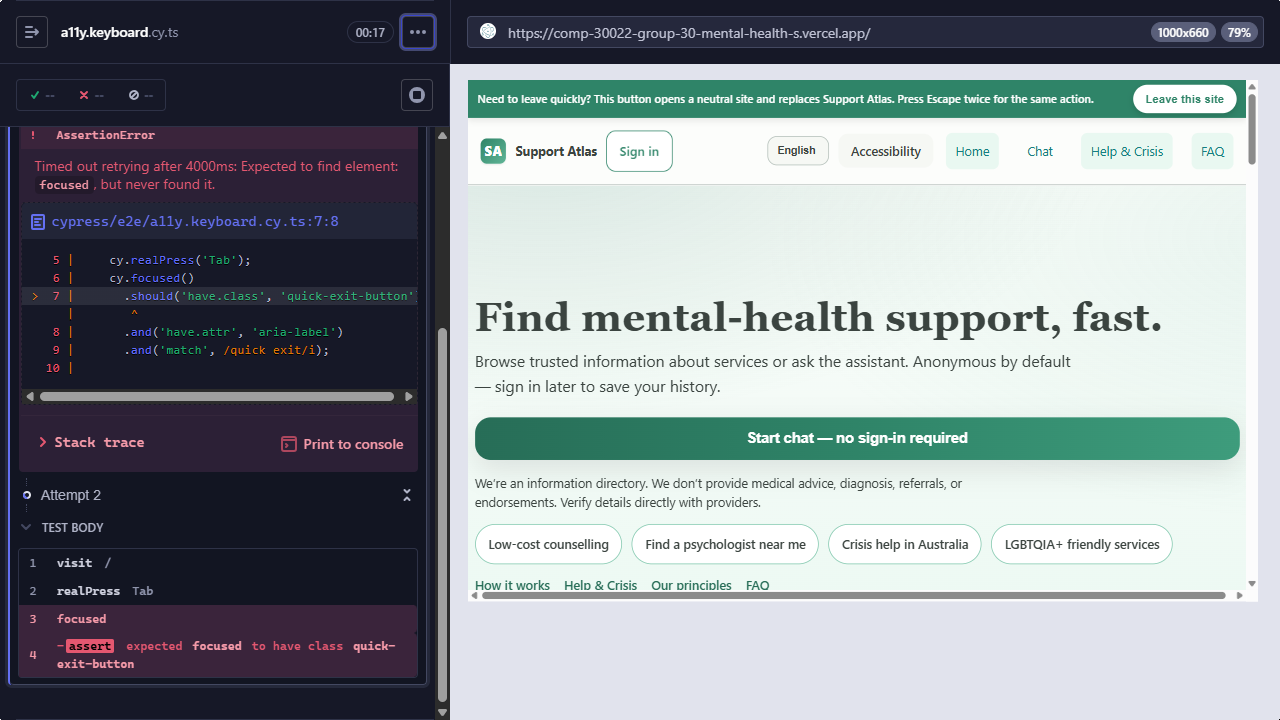 a11y.keyboard.cy.ts
00:17
--
--
--
! AssertionError
Timed out retrying after 4000ms: Expected to find element:
focused, but never found it.
cypress/e2e/a11y.keyboard.cy.ts:7:8
5 | cy.realPress('Tab');
6 | cy.focused()
> 7 | .should('have.class', 'quick-exit-button'
| ^
8 | .and('have.attr', 'aria-label')
9 | .and('match', /quick exit/i);
10 |
Stack trace
Print to console
Attempt 2
TEST BODY
1 visit /
2 realPress Tab
3 focused
4 -assert expected focused to have class quick-
exit-button
https://comp-30022-group-30-mental-health-s.vercel.app/
1000x660
79%
Need to leave quickly? This button opens a neutral site and replaces Support Atlas. Press Escape twice for the same action.
Leave this site
SA
Support Atlas
Sign in
English
Accessibility
Home
Chat
Help & Crisis
FAQ
Find mental-health support, fast.
Browse trusted information about services or ask the assistant. Anonymous by default
— sign in later to save your history.
Start chat — no sign-in required
We're an information directory. We don't provide medical advice, diagnosis, referrals, or
endorsements. Verify details directly with providers.
Low-cost counselling
Find a psychologist near me
Crisis help in Australia
LGBTQIA+ friendly services
How it works
Help & Crisis
Our principles
FAQ